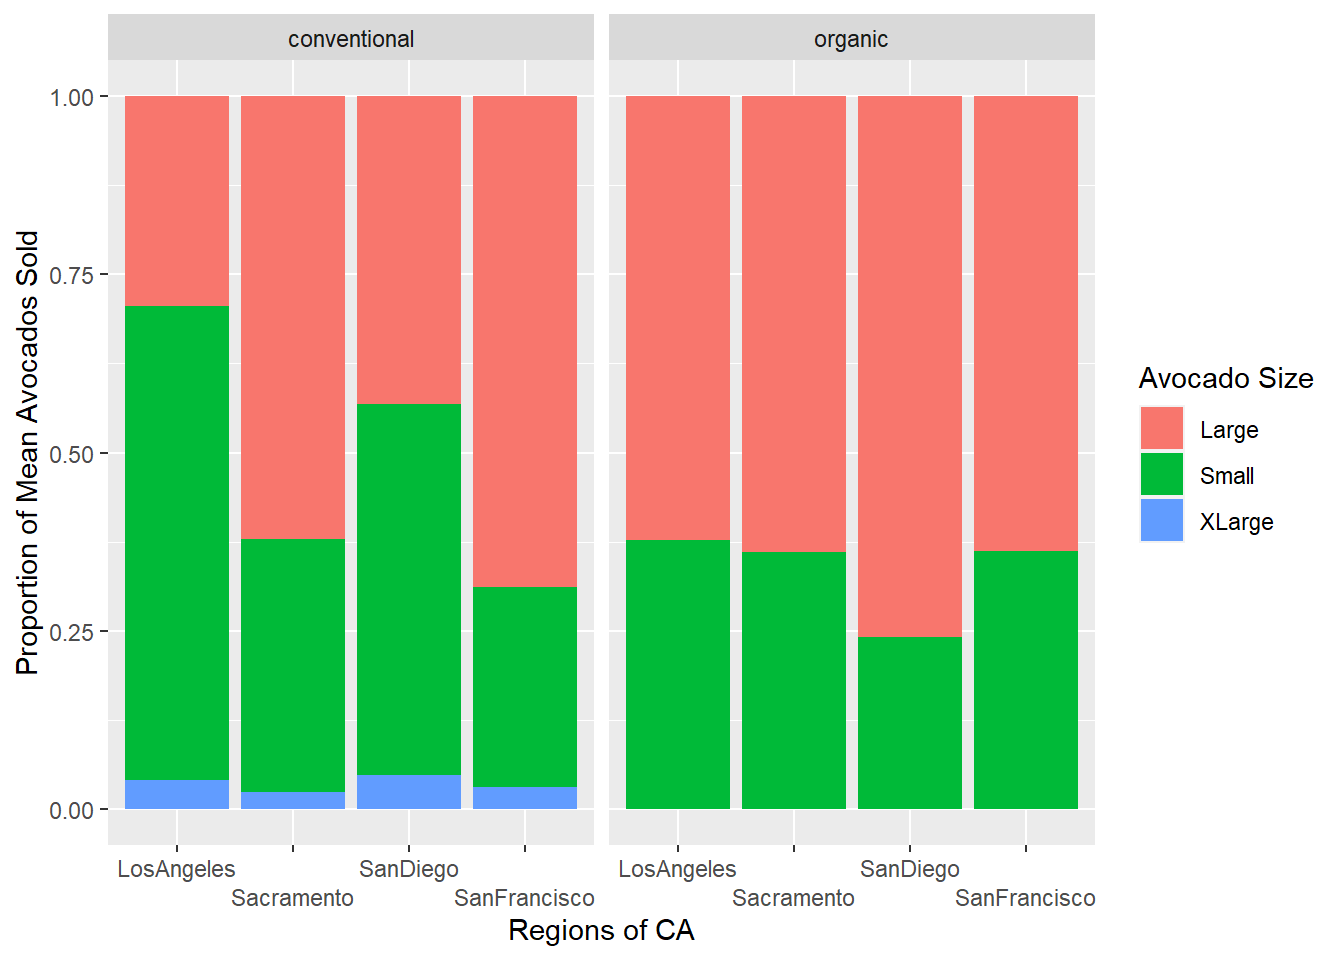 conventional
organic
Proportion of Mean Avocados Sold
1.00
0.75
0.50
0.25
0.00
LosAngeles
Sacramento
SanDiego
SanFrancisco
LosAngeles
Sacramento
SanDiego
SanFrancisco
Regions of CA
Avocado Size
Large
Small
XLarge